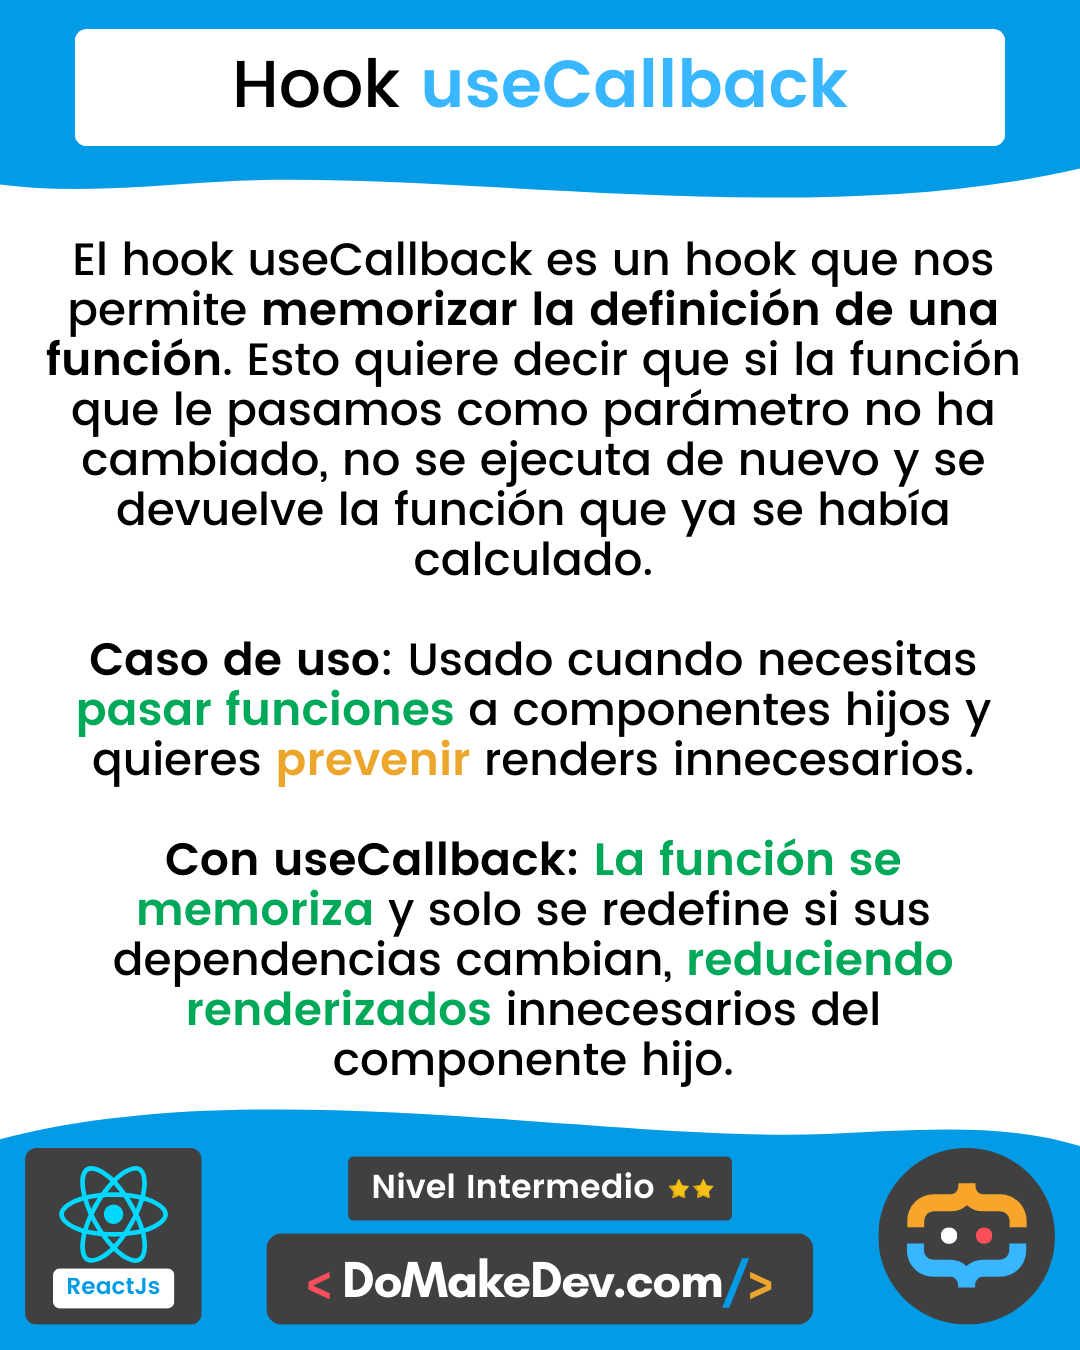 Hook useCallback
El hook useCallback es un hook que nos
permite memorizar la definición de una
función. Esto quiere decir que si la función
que le pasamos como parámetro no ha
cambiado, no se ejecuta de nuevo y se
devuelve la función que ya se había
calculado.
Caso de uso: Usado cuando necesitas
pasar funciones a componentes hijos y
quieres prevenir renders innecesarios.
Con useCallback: La función se
memoriza y solo se redefine si sus
dependencias cambian, reduciendo
renderizados innecesarios del
componente hijo.
Nivel Intermedio
ReactJs
< DoMakeDev.com/>